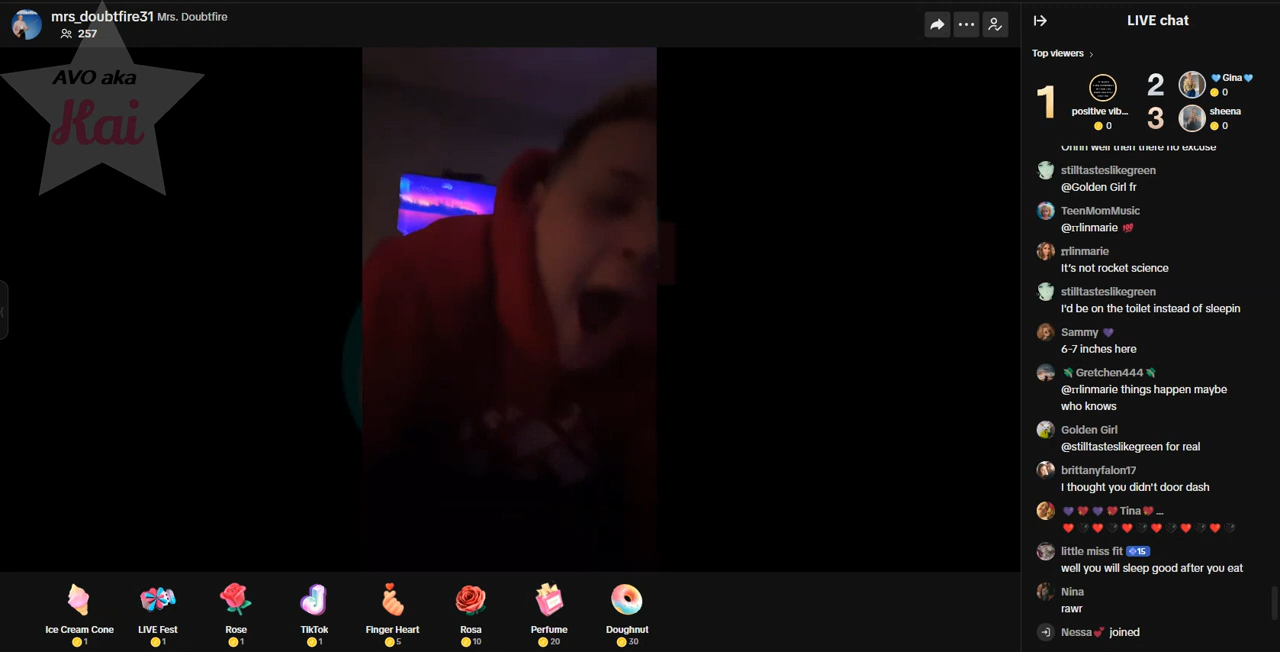 mrs_doubtfire31 Mrs. Doubtfire
257
AVO aka
Kai
LIVE chat
Top viewers >
1
positive vib...
0
2
Gina
0
3
sheena
0
Ohhh well then there no excuse
stilltasteslikegreen
@Golden Girl fr
TeenMomMusic
@rrlinmarie 💯
rrlinmarie
It's not rocket science
stilltasteslikegreen
I'd be on the toilet instead of sleepin
Sammy 💜
6-7 inches here
Gretchen444
@rrlinmarie things happen maybe
who knows
Golden Girl
@stilltasteslikegreen for real
brittanyfalon17
I thought you didn't door dash
Tina ...
little miss fit 15
well you will sleep good after you eat
Nina
rawr
Nessa💕 joined
Ice Cream Cone
1
LIVE Fest
1
Rose
1
TikTok
1
Finger Heart
5
Rosa
10
Perfume
20
Doughnut
30